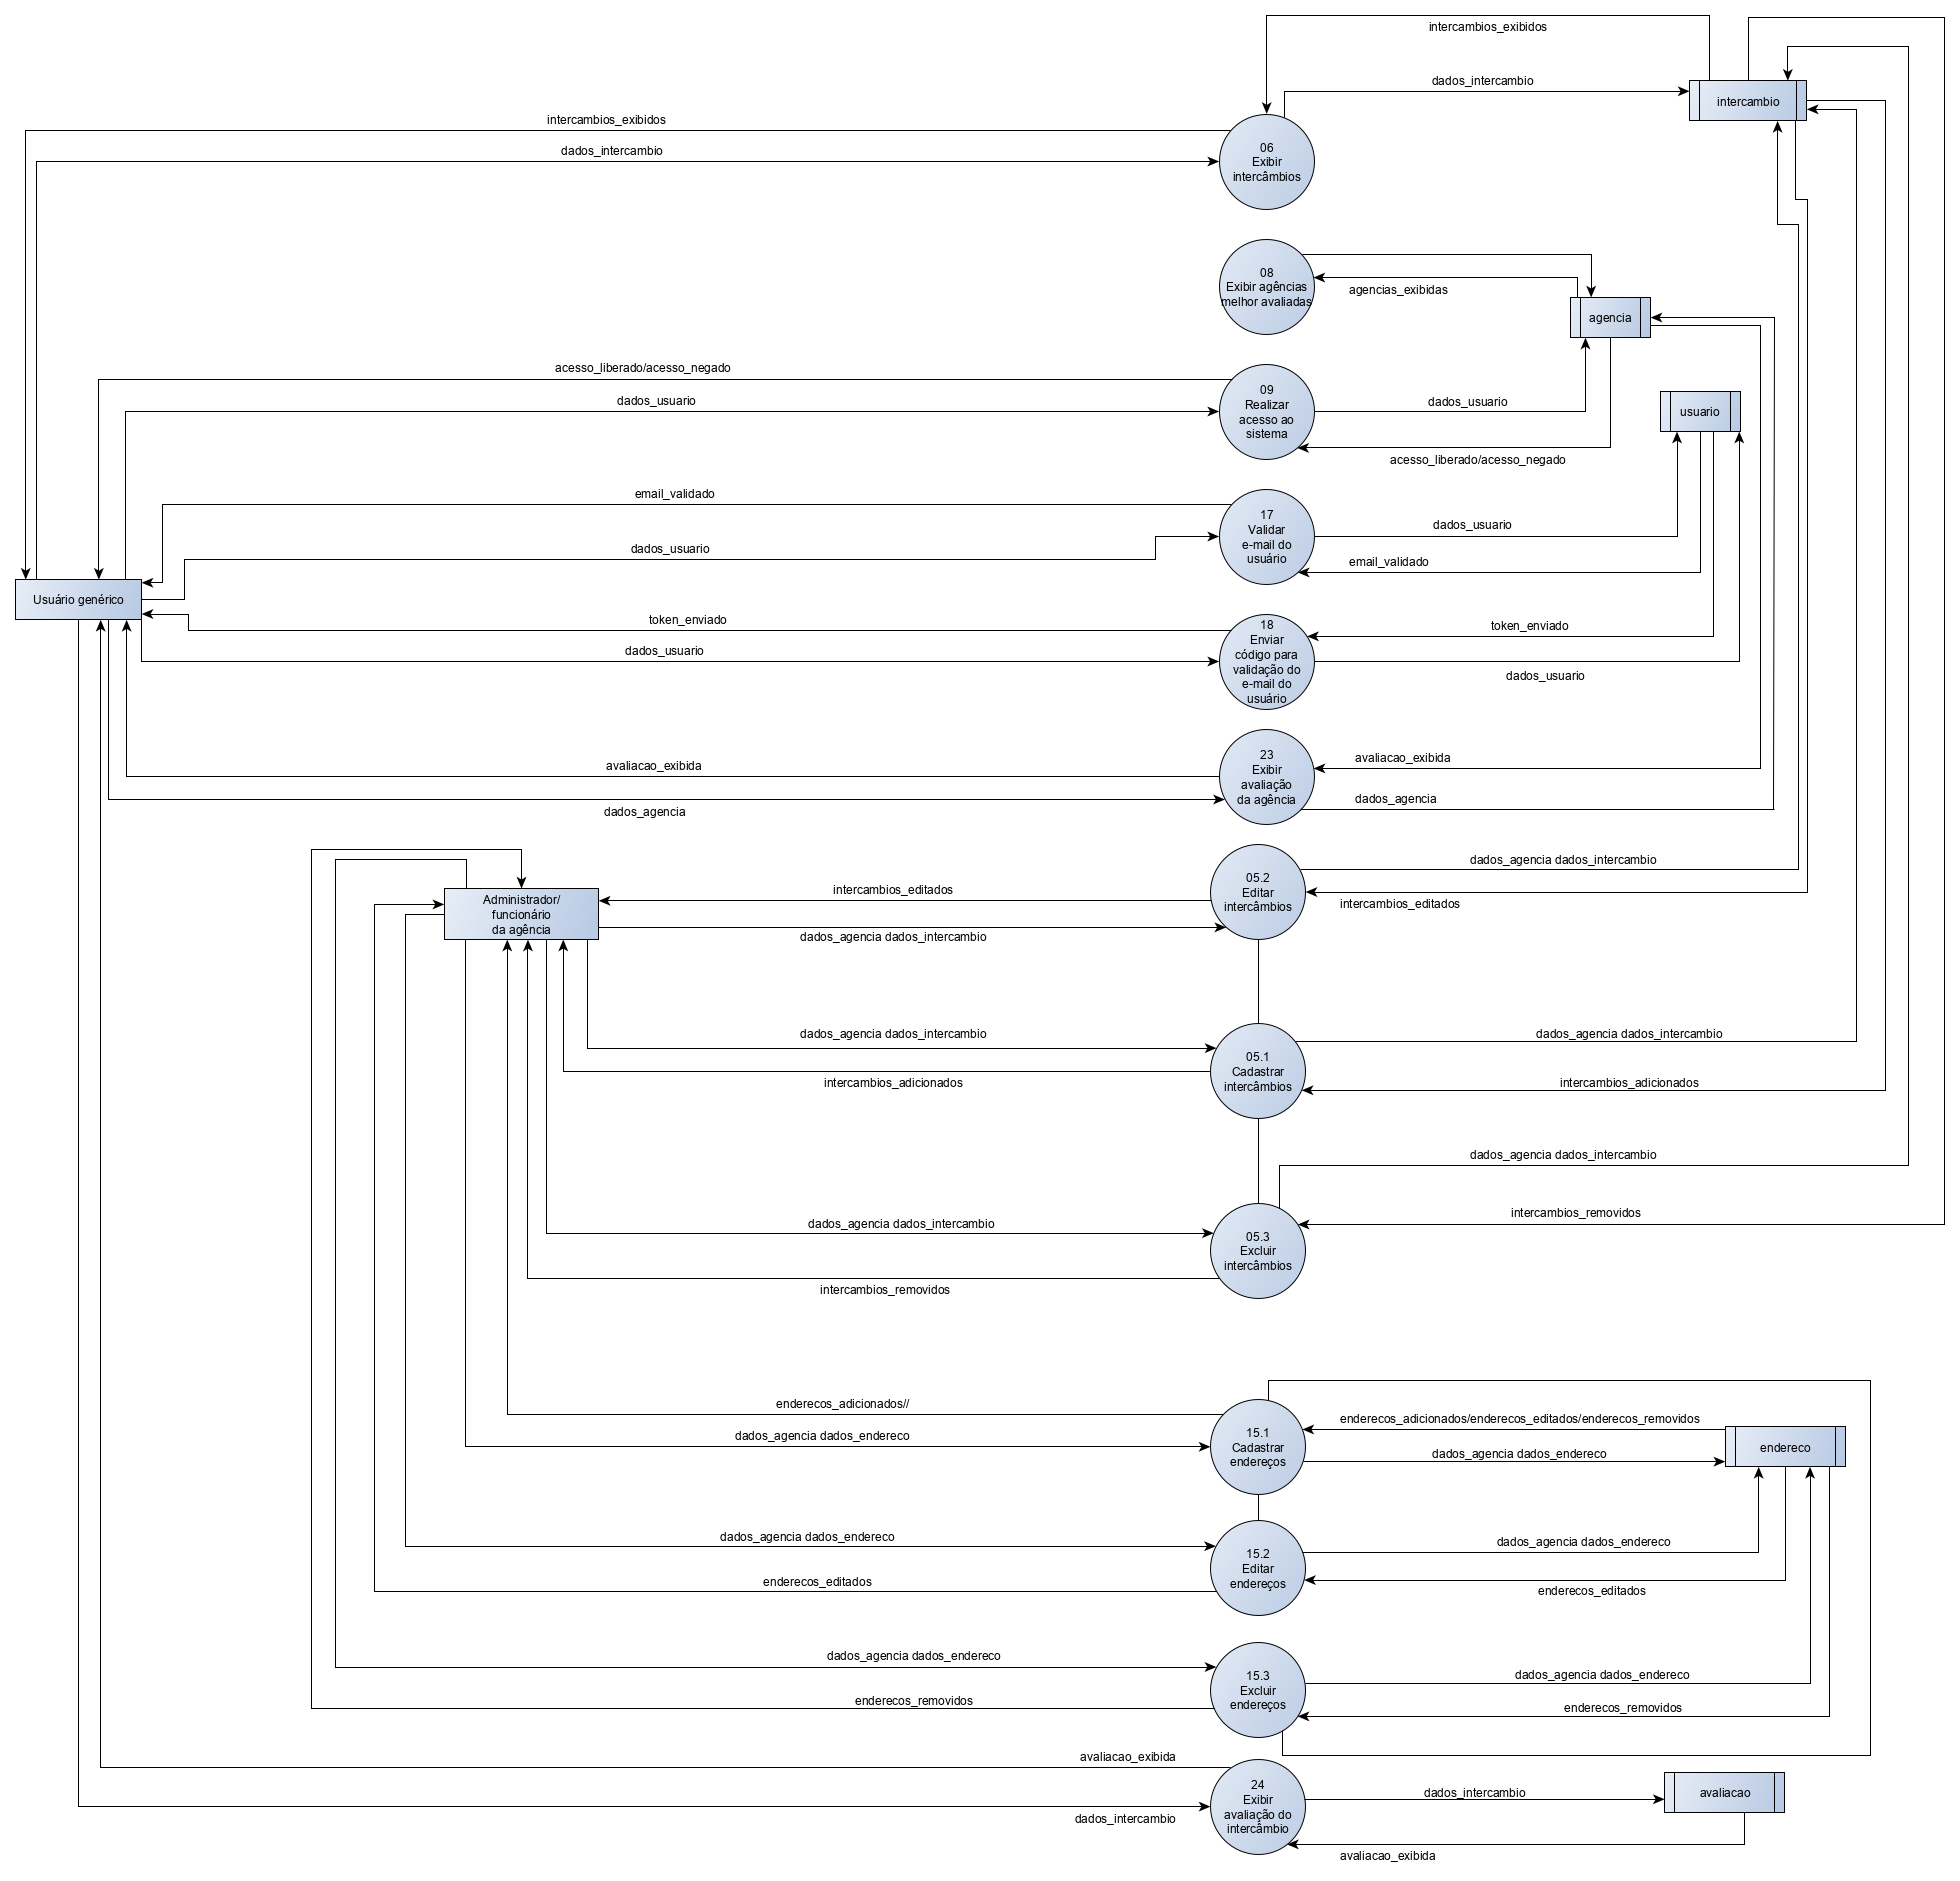 intercambios_exibidos
dados_intercambio
intercambio
intercambios_exibidos
dados_intercambio
06
Exibir
intercâmbios
08
Exibir agências
melhor avaliadas
agencias_exibidas
agencia
acesso_liberado/acesso_negado
dados_usuario
09
Realizar
acesso ao
sistema
dados_usuario
acesso_liberado/acesso_negado
usuario
email_validado
dados_usuario
17
Validar
e-mail do
usuário
dados_usuario
email_validado
Usuário genérico
token_enviado
dados_usuario
18
Enviar
código para
validação do
e-mail do
usuário
token_enviado
dados_usuario
avaliacao_exibida
dados_agencia
23
Exibir
avaliação
da agência
avaliacao_exibida
dados_agencia
Administrador/
funcionário
da agência
intercambios_editados
dados_agencia dados_intercambio
05.2
Editar
intercâmbios
dados_agencia dados_intercambio
intercambios_editados
dados_agencia dados_intercambio
intercambios_adicionados
05.1
Cadastrar
intercâmbios
dados_agencia dados_intercambio
intercambios_adicionados
dados_agencia dados_intercambio
intercambios_removidos
dados_agencia dados_intercambio
intercambios_removidos
05.3
Excluir
intercâmbios
enderecos_adicionados//
dados_agencia dados_endereco
15.1
Cadastrar
endereços
enderecos_adicionados/enderecos_editados/enderecos_removidos
dados_agencia dados_endereco
endereco
dados_agencia dados_endereco
enderecos_editados
15.2
Editar
endereços
dados_agencia dados_endereco
enderecos_editados
dados_agencia dados_endereco
enderecos_removidos
15.3
Excluir
endereços
dados_agencia dados_endereco
enderecos_removidos
avaliacao_exibida
dados_intercambio
24
Exibir
avaliação do
intercâmbio
dados_intercambio
avaliacao_exibida
avaliacao